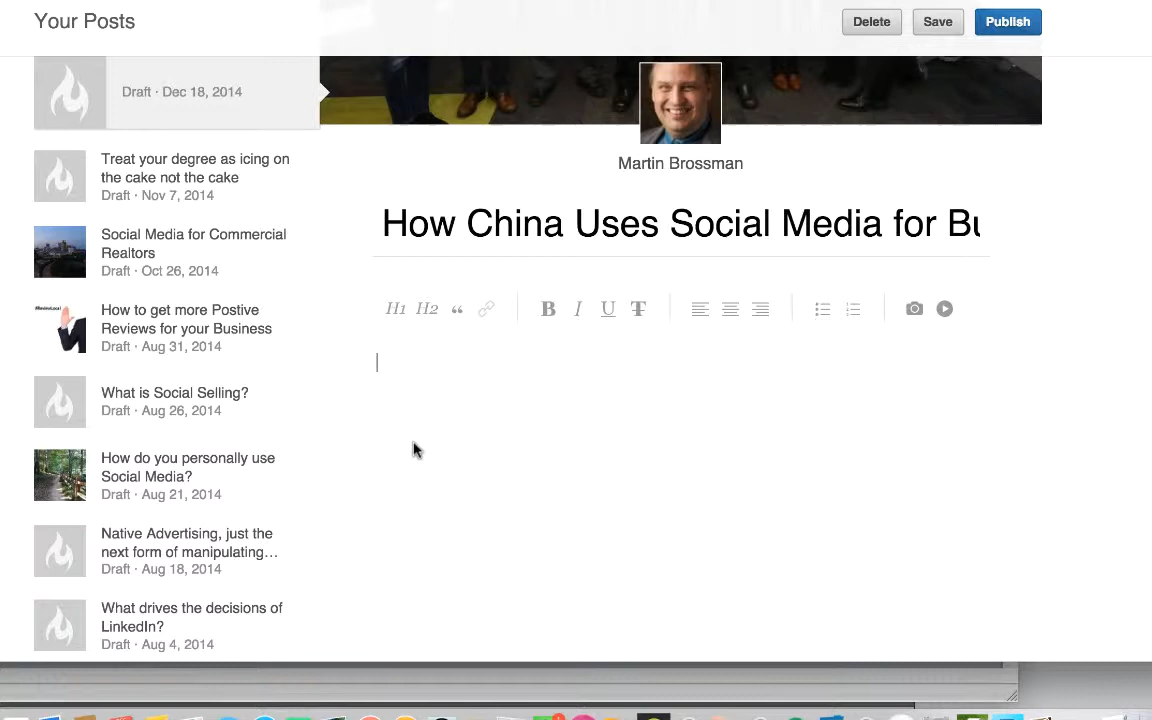 Your Posts
Delete
Save
Publish
Draft · Dec 18, 2014
Treat your degree as icing on
the cake not the cake
Draft · Nov 7, 2014
Social Media for Commercial
Realtors
Draft · Oct 26, 2014
How to get more Postive
Reviews for your Business
Draft · Aug 31, 2014
What is Social Selling?
Draft · Aug 26, 2014
How do you personally use
Social Media?
Draft · Aug 21, 2014
Native Advertising, just the
next form of manipulating…
Draft · Aug 18, 2014
What drives the decisions of
LinkedIn?
Draft · Aug 4, 2014
Martin Brossman
How China Uses Social Media for
H1 H2 “ B I U T